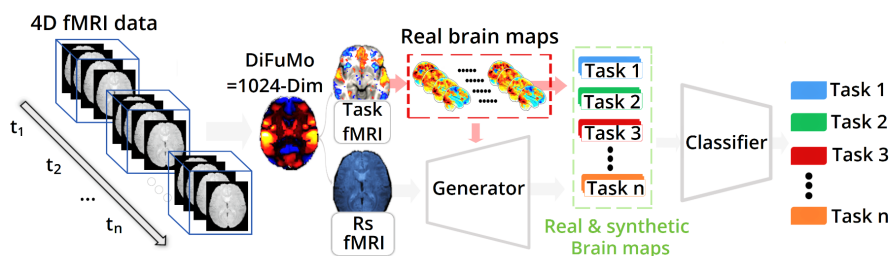 4D fMRI data
t1
t2
...
tn
DiFuMo
=1024-Dim
Task
fMRI
Rs
fMRI
Real brain maps
Generator
Task 1
Task 2
Task 3
Task n
Real & synthetic
Brain maps
Classifier
Task 1
Task 2
Task 3
Task n